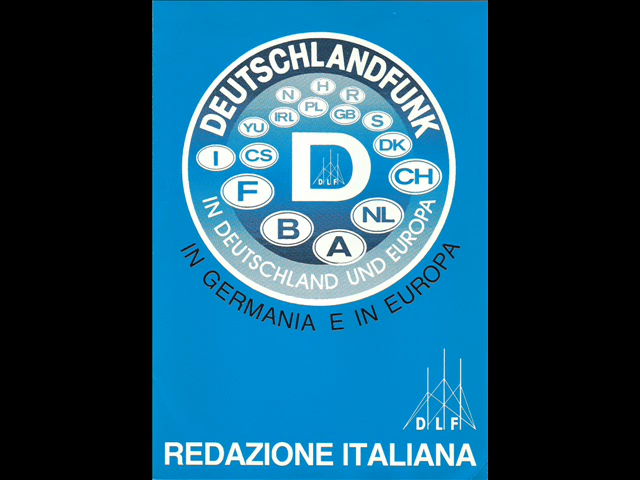 DEUTSCHLANDFUNK
N H R
YU IRL PL GB S
I CS D DK
DLF
F CH
B NL
A
IN DEUTSCHLAND UND EUROPA
IN GERMANIA E IN EUROPA
DLF
REDAZIONE ITALIANA